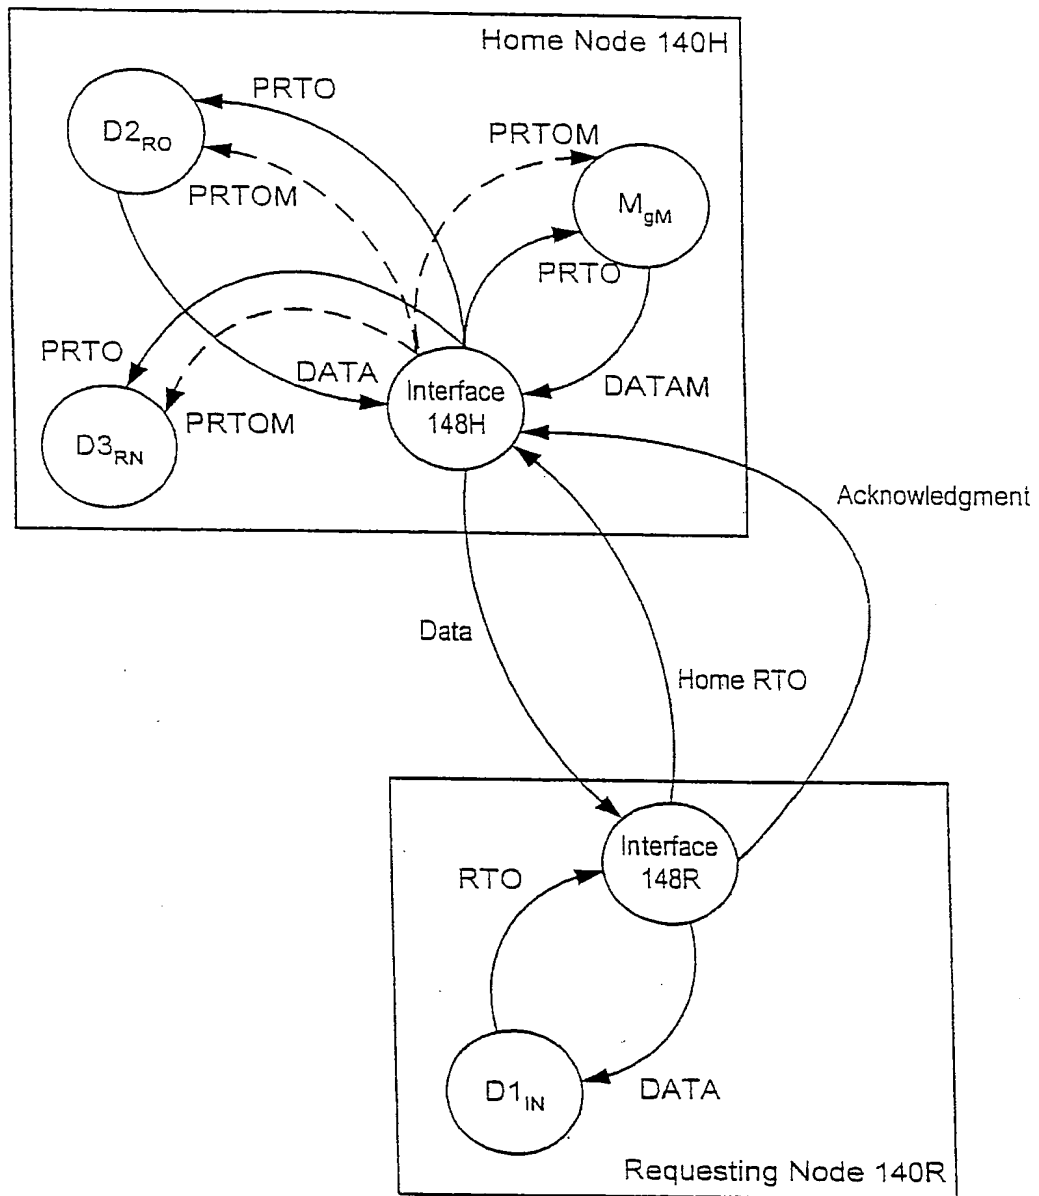 Home Node 140H
PRTO
D2RO
PRTOM
PRTOM
MgM
PRTO
PRTO
DATA
Interface
148H
DATAM
PRTOM
D3RN
Acknowledgment
Data
Home RTO
Interface
148R
RTO
D1IN
DATA
Requesting Node 140R